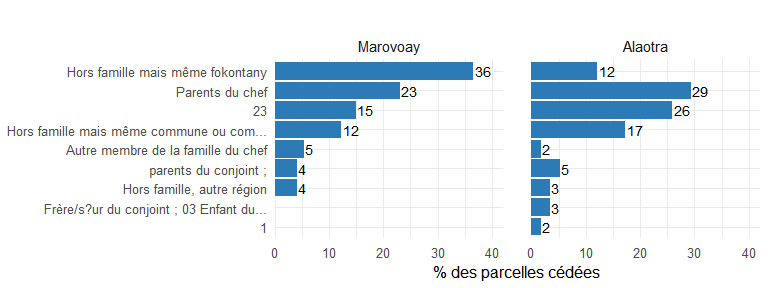 Marovoay Alaotra
Hors famille mais même fokontany 36 12
Parents du chef 23 29
23 15 26
Hors famille mais même commune ou com... 12 17
Autre membre de la famille du chef 5 2
parents du conjoint ; 4 5
Hors famille, autre région 4 3
Frère/s?ur du conjoint ; 03 Enfant du... 3
1 2
0 10 20 30 40 0 10 20 30 40
% des parcelles cédées